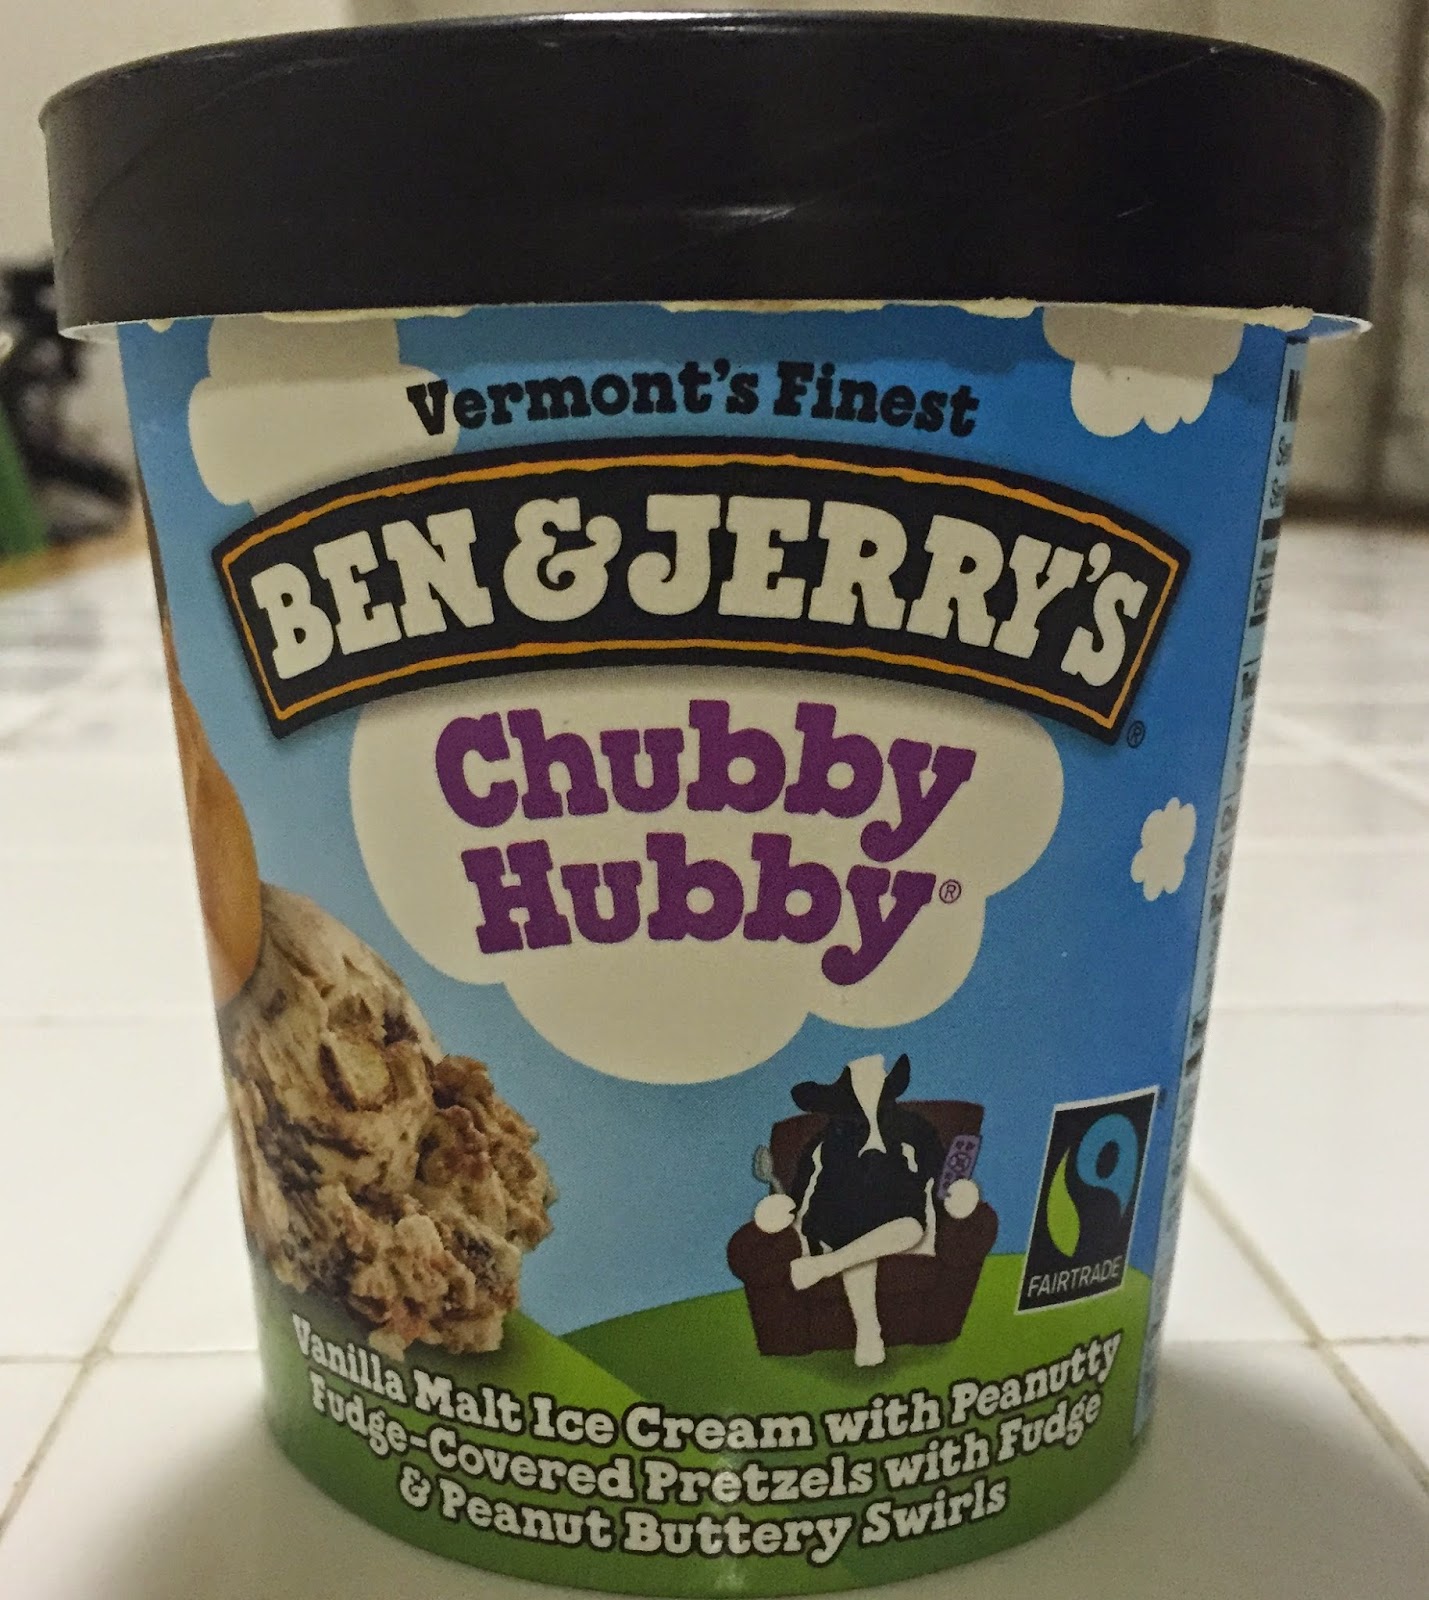 Vermont's Finest
BEN & JERRY'S
®
Chubby
Hubby®
FAIRTRADE
Vanilla Malt Ice Cream with Peanutty
Fudge-Covered Pretzels with Fudge
& Peanut Buttery Swirls